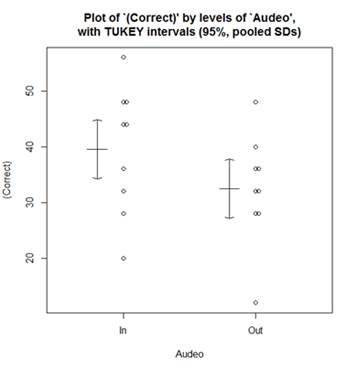 Plot of `(Correct)' by levels of `Audeo',
with TUKEY intervals (95%, pooled SDs)
50
40
30
20
(Correct)
In Out
Audeo